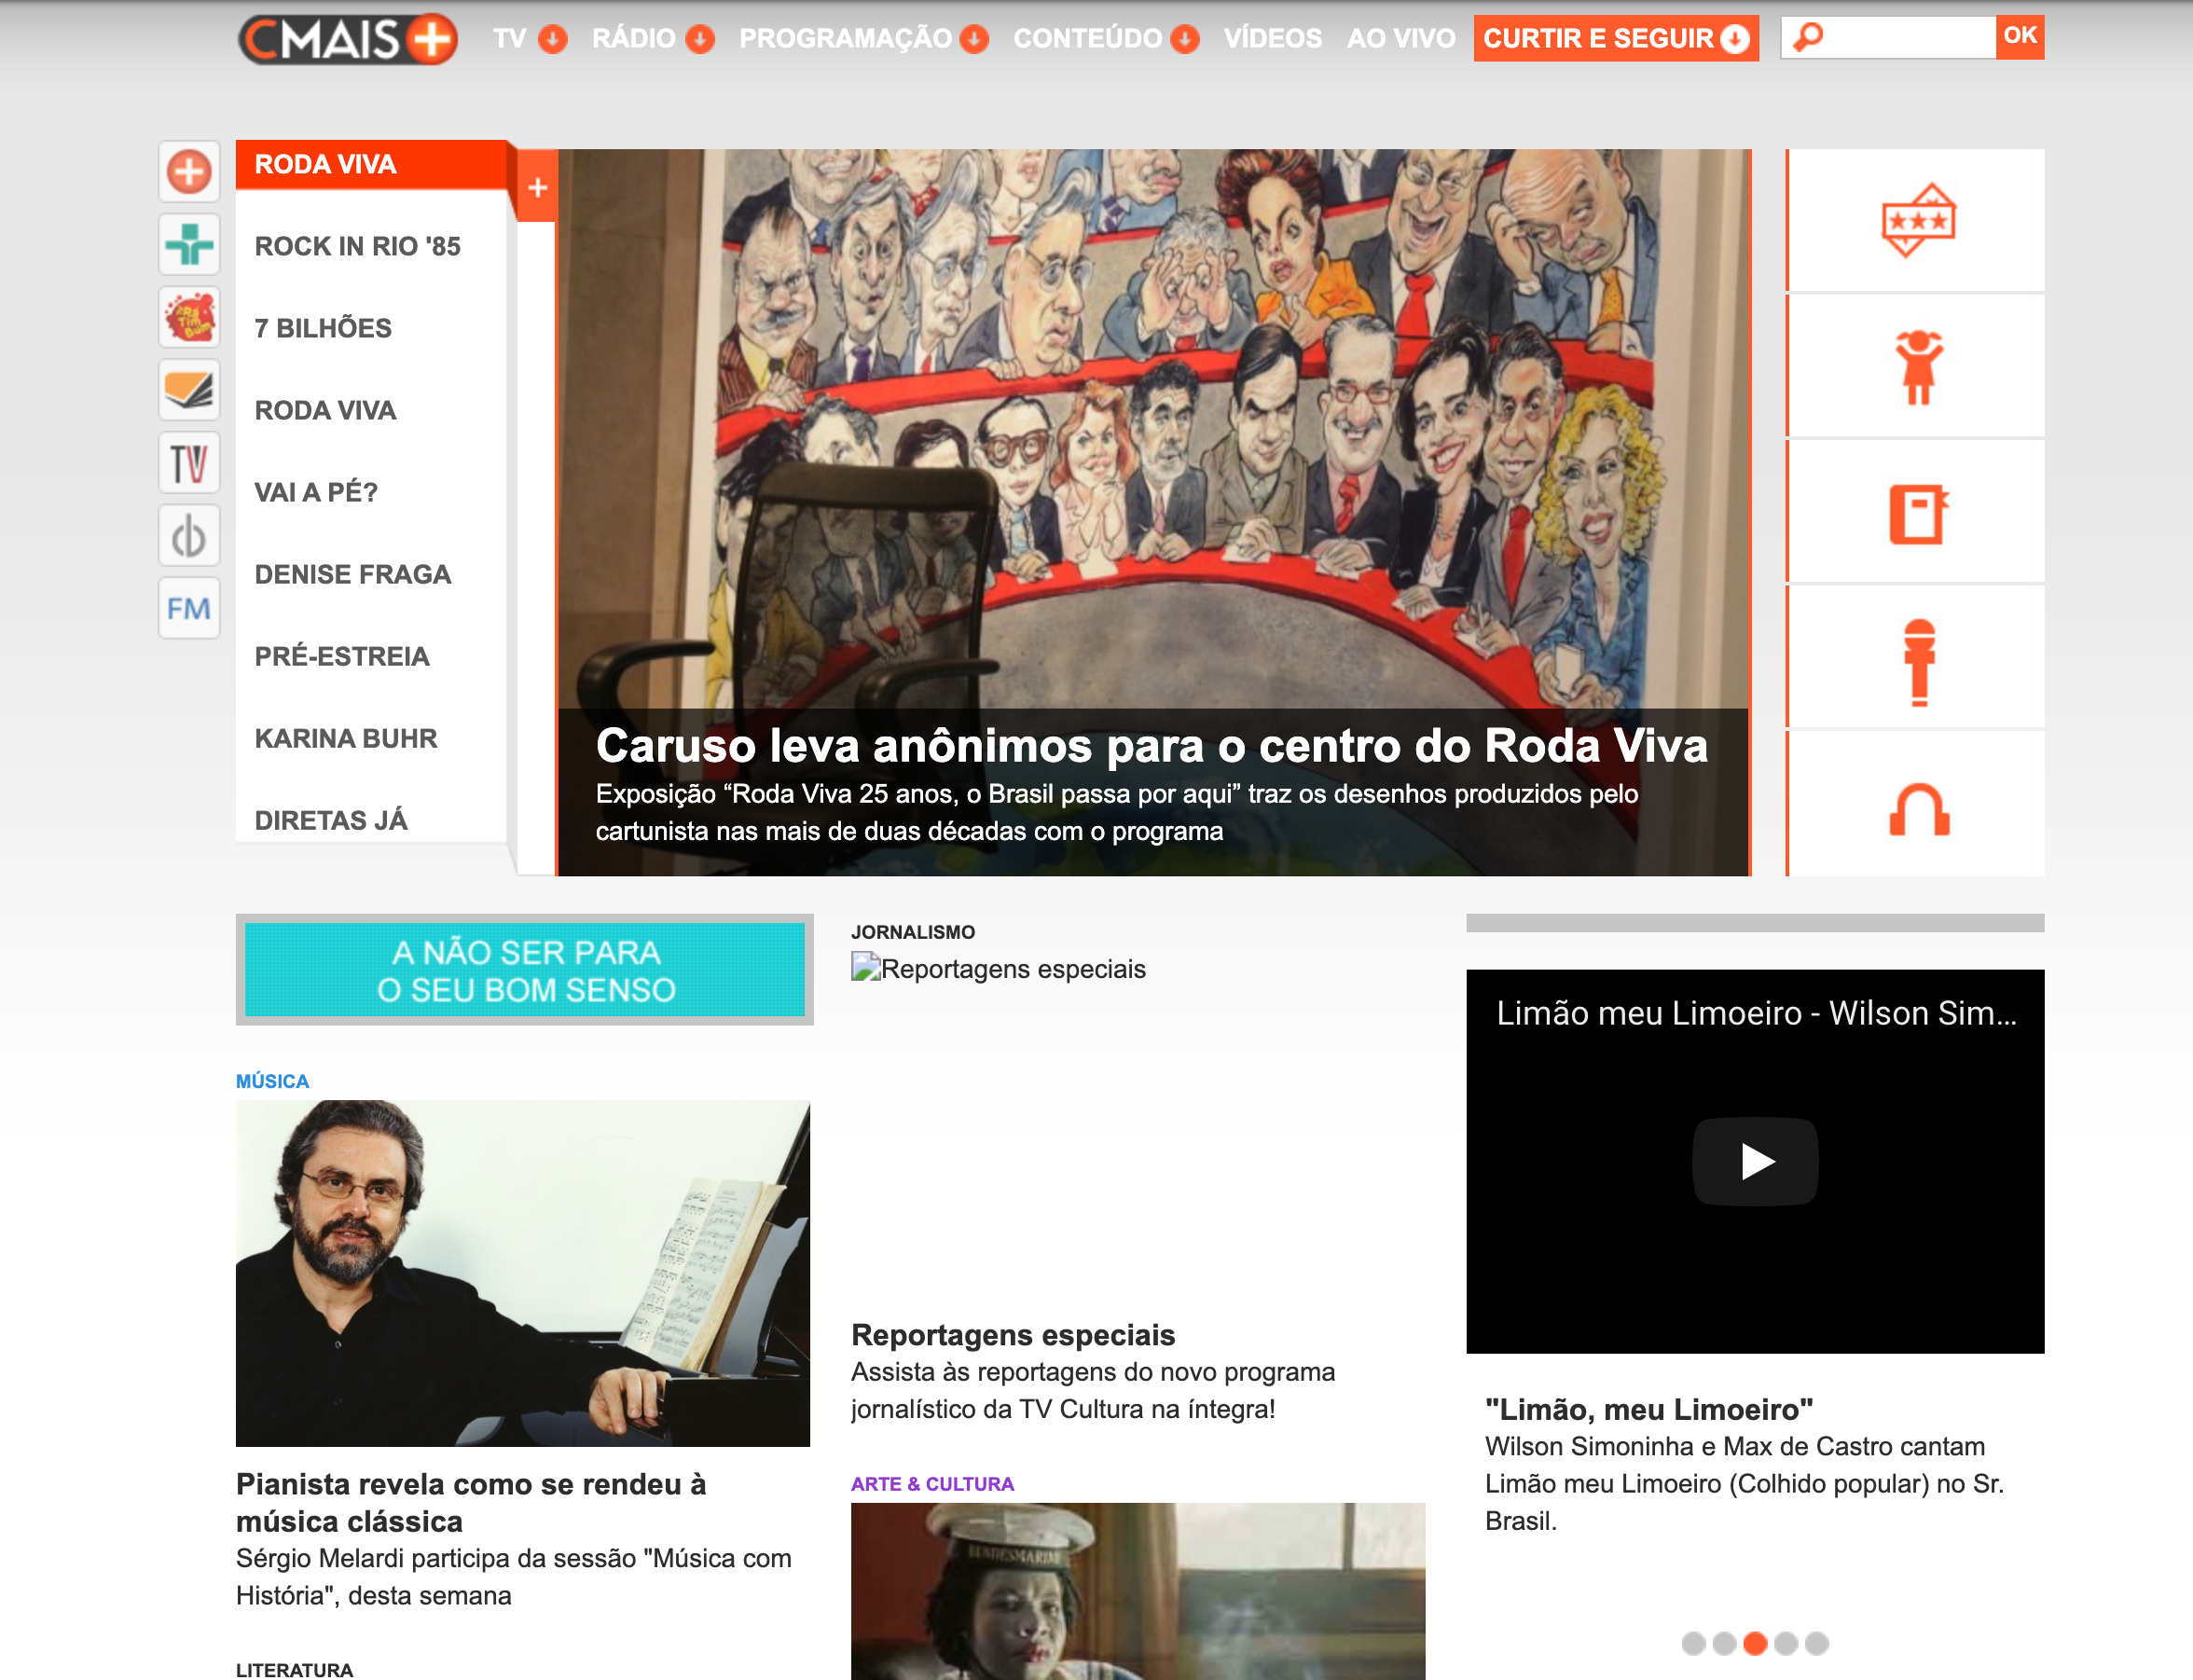 CMAIS+
TV
RÁDIO
PROGRAMAÇÃO
CONTEÚDO
VÍDEOS
AO VIVO
CURTIR E SEGUIR
OK
RODA VIVA
+
ROCK IN RIO '85
7 BILHÕES
RODA VIVA
VAI A PÉ?
DENISE FRAGA
PRÉ-ESTREIA
KARINA BUHR
DIRETAS JÁ
Rá
Tim
Bum
TV
FM
Caruso leva anônimos para o centro do Roda Viva
Exposição “Roda Viva 25 anos, o Brasil passa por aqui” traz os desenhos produzidos pelo
cartunista nas mais de duas décadas com o programa
A NÃO SER PARA
O SEU BOM SENSO
MÚSICA
Pianista revela como se rendeu à
música clássica
Sérgio Melardi participa da sessão "Música com
História", desta semana
LITERATURA
JORNALISMO
Reportagens especiais
Reportagens especiais
Assista às reportagens do novo programa
jornalístico da TV Cultura na íntegra!
ARTE & CULTURA
BUNDESMARINE
Limão meu Limoeiro - Wilson Sim...
"Limão, meu Limoeiro"
Wilson Simoninha e Max de Castro cantam
Limão meu Limoeiro (Colhido popular) no Sr.
Brasil.